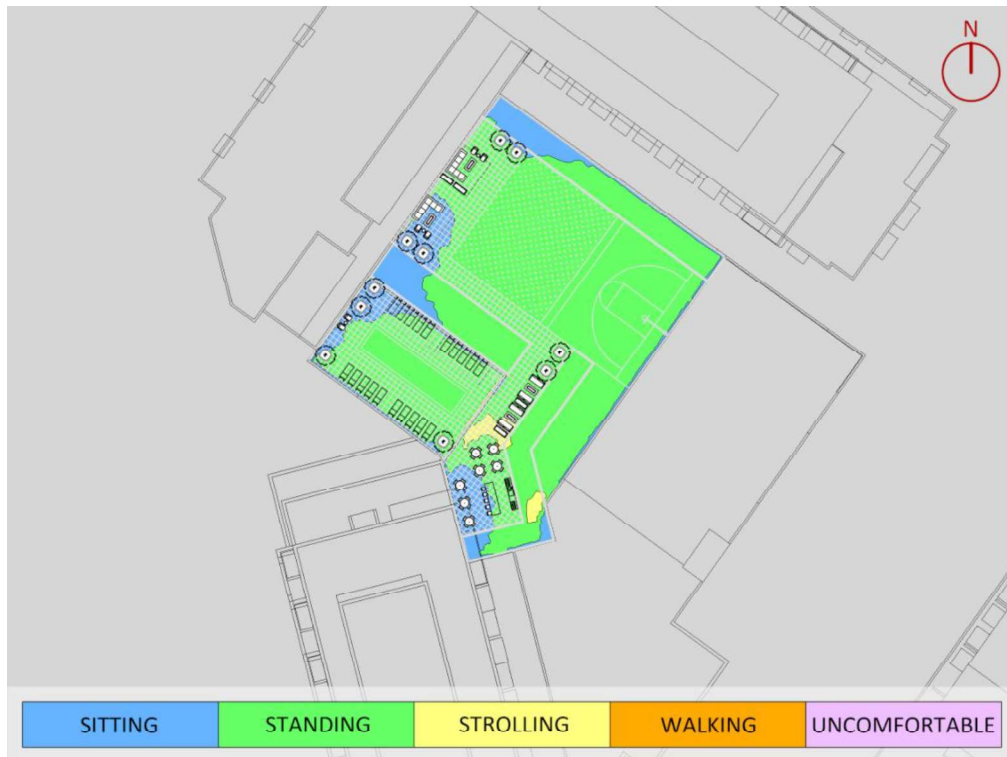 N
SITTING
STANDING
STROLLING
WALKING
UNCOMFORTABLE